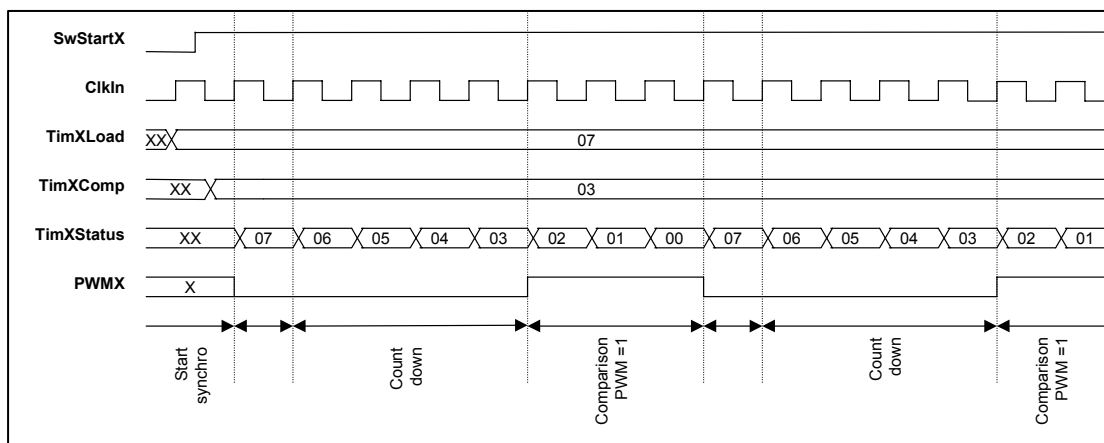 SwStartX
ClkIn
TimXLoad XX 07
TimXComp XX 03
TimXStatus XX 07 06 05 04 03 02 01 00 07 06 05 04 03 02 01
PWMX X
Start
synchro
Count
down
Comparison
PWM =1
Count
down
Comparison
PWM =1